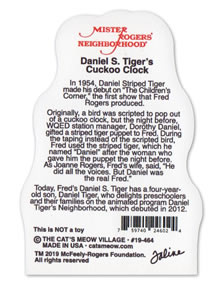 MISTER
ROGERS'
NEIGHBORHOOD®
Daniel S. Tiger's
Cuckoo Clock
In 1954, Daniel Striped Tiger
made his debut on "The Children's
Corner," the first show that Fred
Rogers produced.
Originally, a bird was scripted to pop out
of a cuckoo clock, but the night before,
WQED station manager, Dorothy Daniel,
gifted a striped tiger puppet to Fred. During
the taping instead of the scripted bird,
Fred used the striped tiger, which he
named "Daniel" after the woman who
gave him the puppet the night before.
As Joanne Rogers, Fred's wife, said, "He
did all the voices. But Daniel was
the real Fred."
Today, Fred's Daniel S. Tiger has a four-year-
old son, Daniel Tiger, who delights preschoolers
and their families on the animated program Daniel
Tiger's Neighborhood, which debuted in 2012.
This is NOT a toy
7 59740 24602
© THE CAT'S MEOW VILLAGE · #19-464
MADE IN USA · catsmeow.com
TM 2019 McFeely-Rogers Foundation.
All rights reserved
Faline